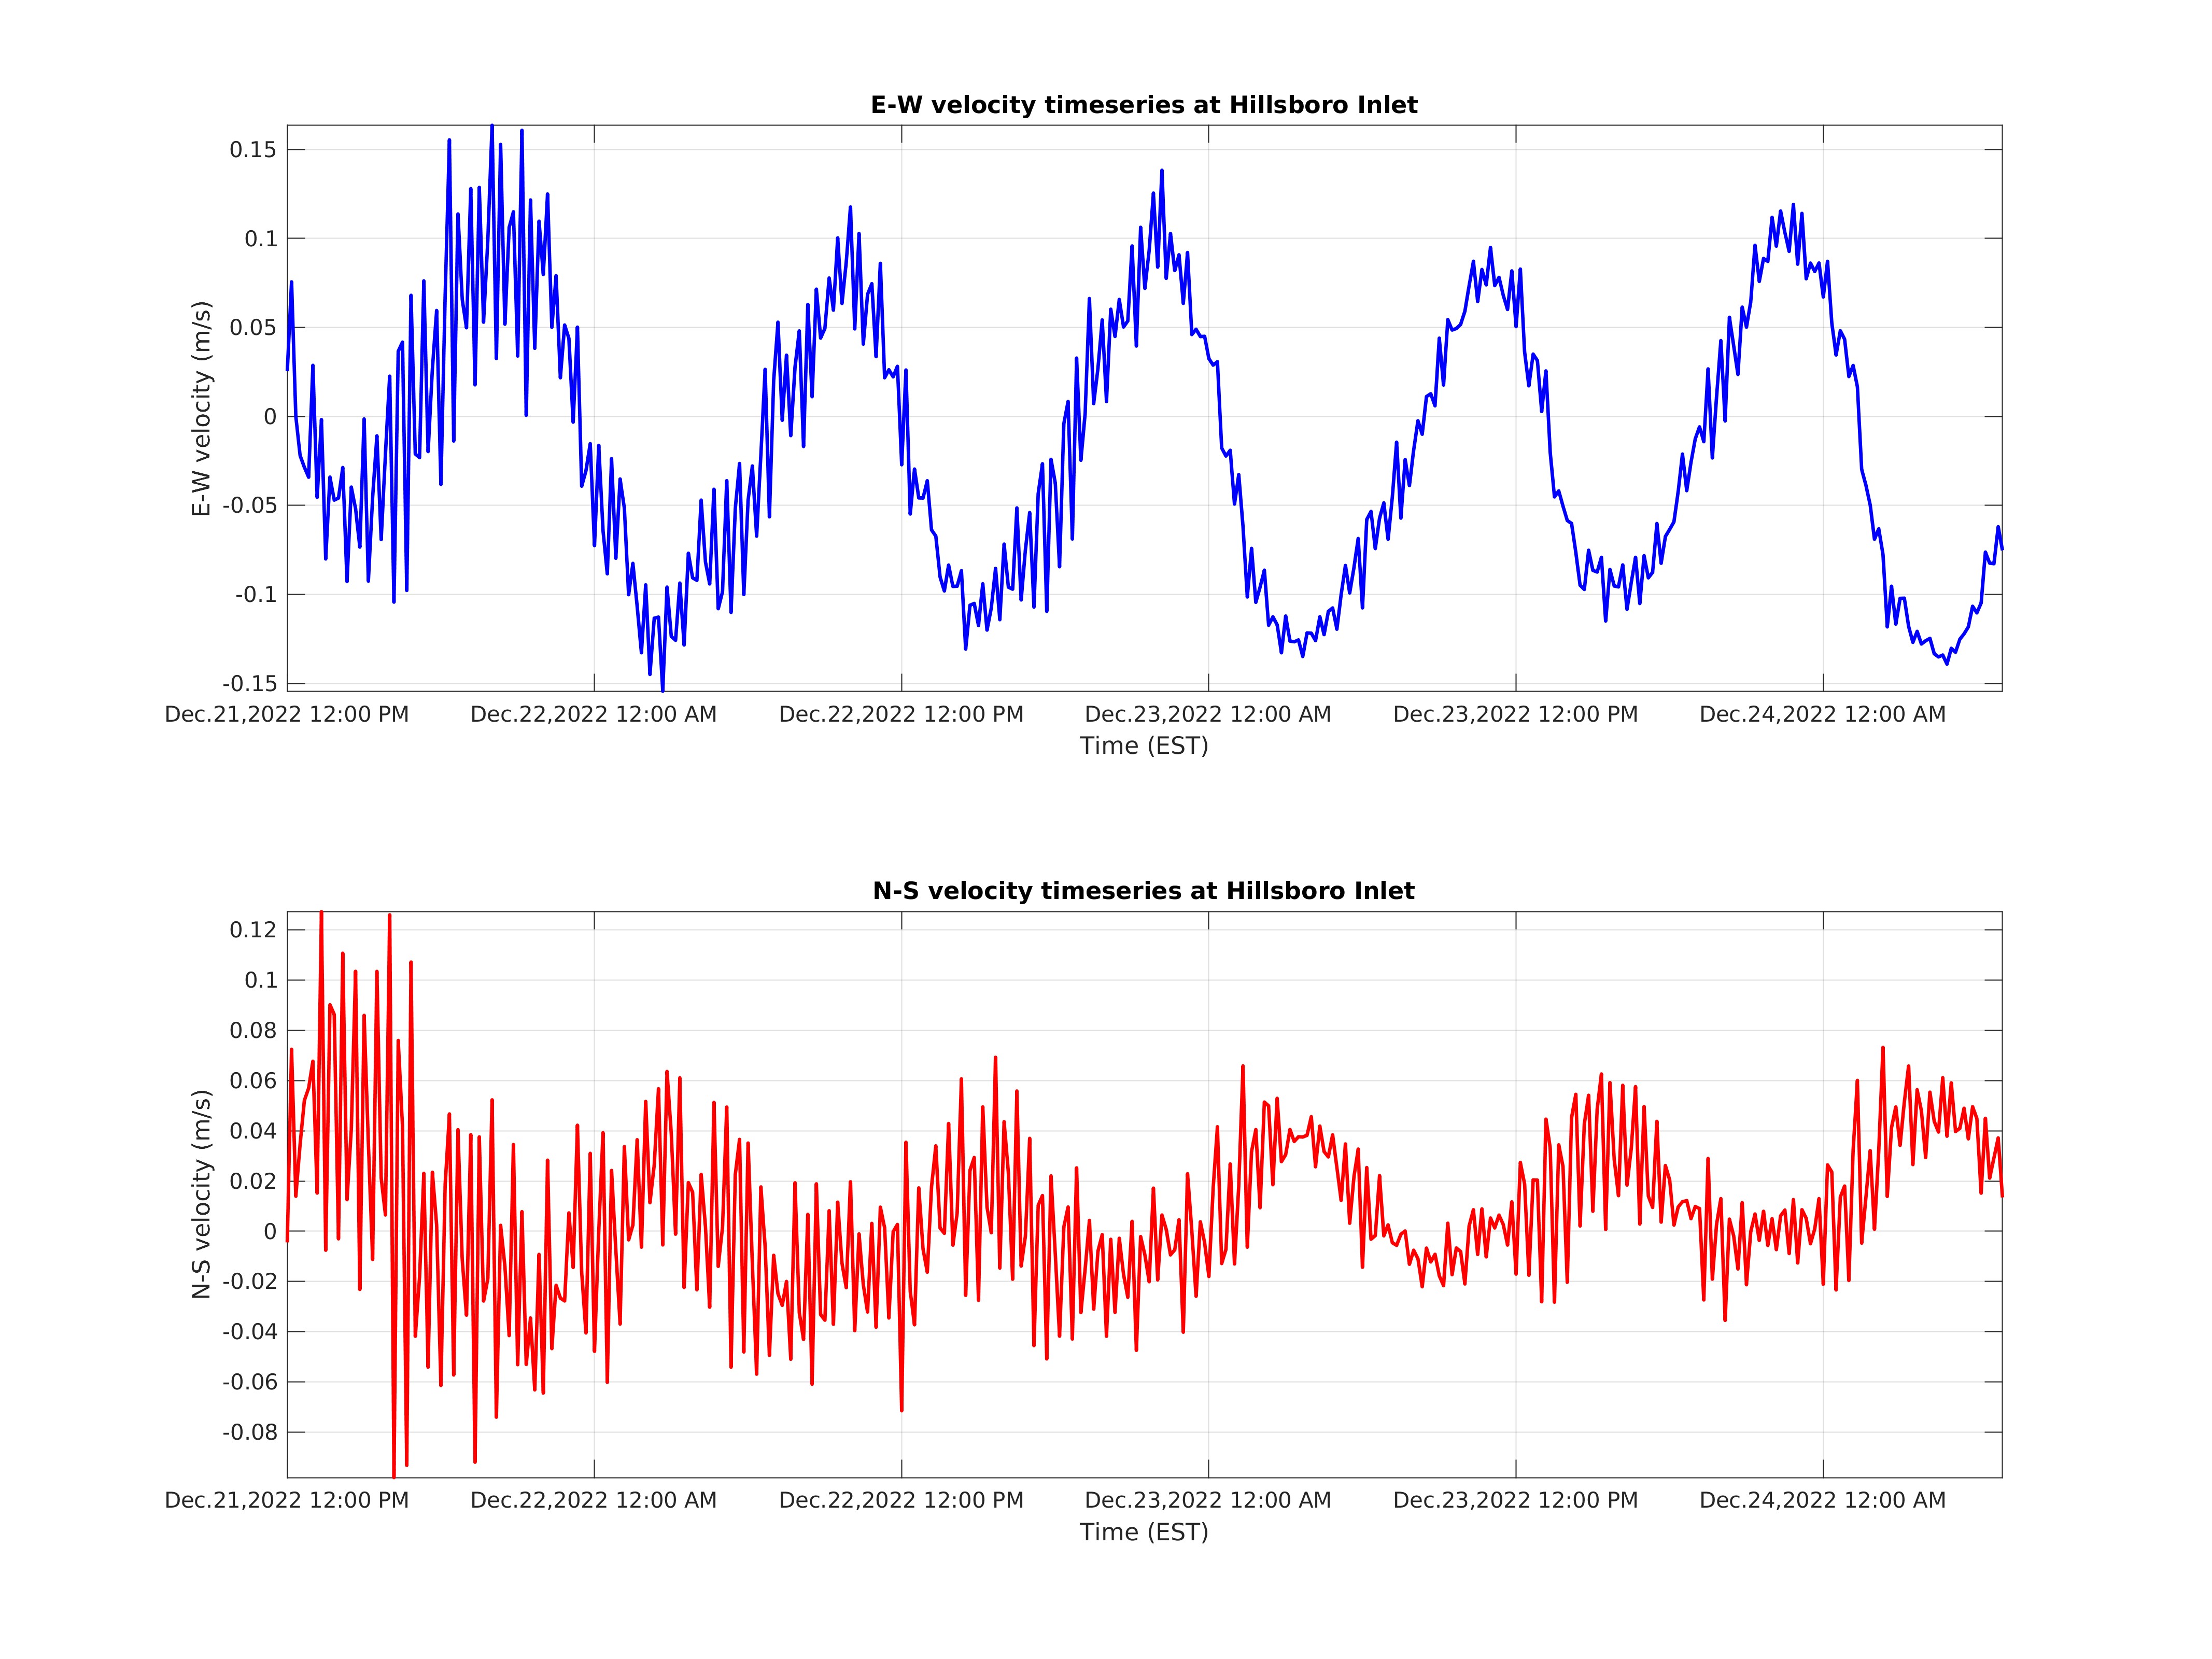 E-W velocity timeseries at Hillsboro Inlet
E-W velocity (m/s)
0.15
0.1
0.05
0
-0.05
-0.1
-0.15
Dec.21,2022 12:00 PM Dec.22,2022 12:00 AM Dec.22,2022 12:00 PM Dec.23,2022 12:00 AM Dec.23,2022 12:00 PM Dec.24,2022 12:00 AM
Time (EST)
N-S velocity timeseries at Hillsboro Inlet
N-S velocity (m/s)
0.12
0.1
0.08
0.06
0.04
0.02
0
-0.02
-0.04
-0.06
-0.08
Dec.21,2022 12:00 PM Dec.22,2022 12:00 AM Dec.22,2022 12:00 PM Dec.23,2022 12:00 AM Dec.23,2022 12:00 PM Dec.24,2022 12:00 AM
Time (EST)